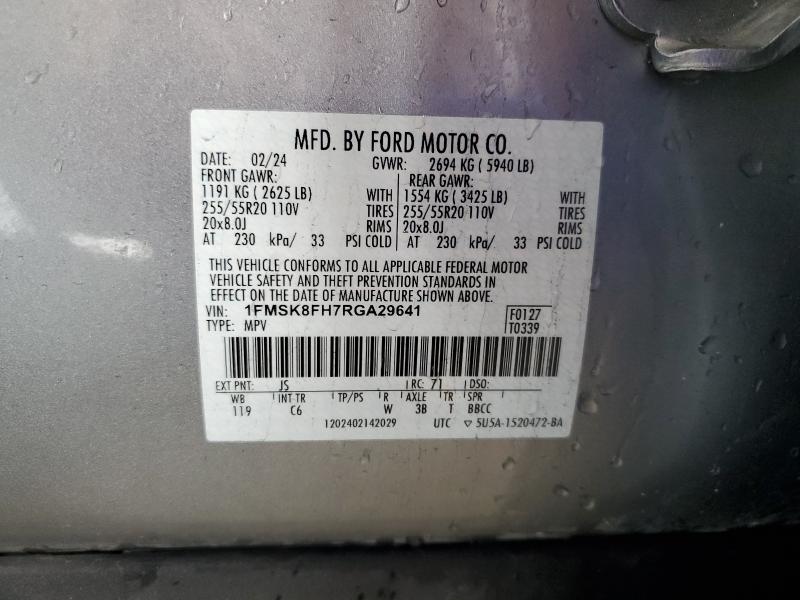 MFD. BY FORD MOTOR CO.
DATE: 02/24 GVWR: 2694 KG ( 5940 LB)
FRONT GAWR: REAR GAWR:
1191 KG ( 2625 LB) WITH 1554 KG ( 3425 LB) WITH
255/55R20 110V TIRES 255/55R20 110V TIRES
20x8.0J RIMS 20x8.0J RIMS
AT 230 kPa/ 33 PSI COLD AT 230 kPa/ 33 PSI COLD
THIS VEHICLE CONFORMS TO ALL APPLICABLE FEDERAL MOTOR
VEHICLE SAFETY AND THEFT PREVENTION STANDARDS IN
EFFECT ON THE DATE OF MANUFACTURE SHOWN ABOVE.
VIN: 1FMSK8FH7RGA29641 F0127
TYPE: MPV T0339
EXT PNT: JS RC: 71 DSO:
WB INT TR TP/PS R AXLE TR SPR
119 C6 W 3B T BBCC
1202402142029 UTC ▽ 5U5A-1520472-BA